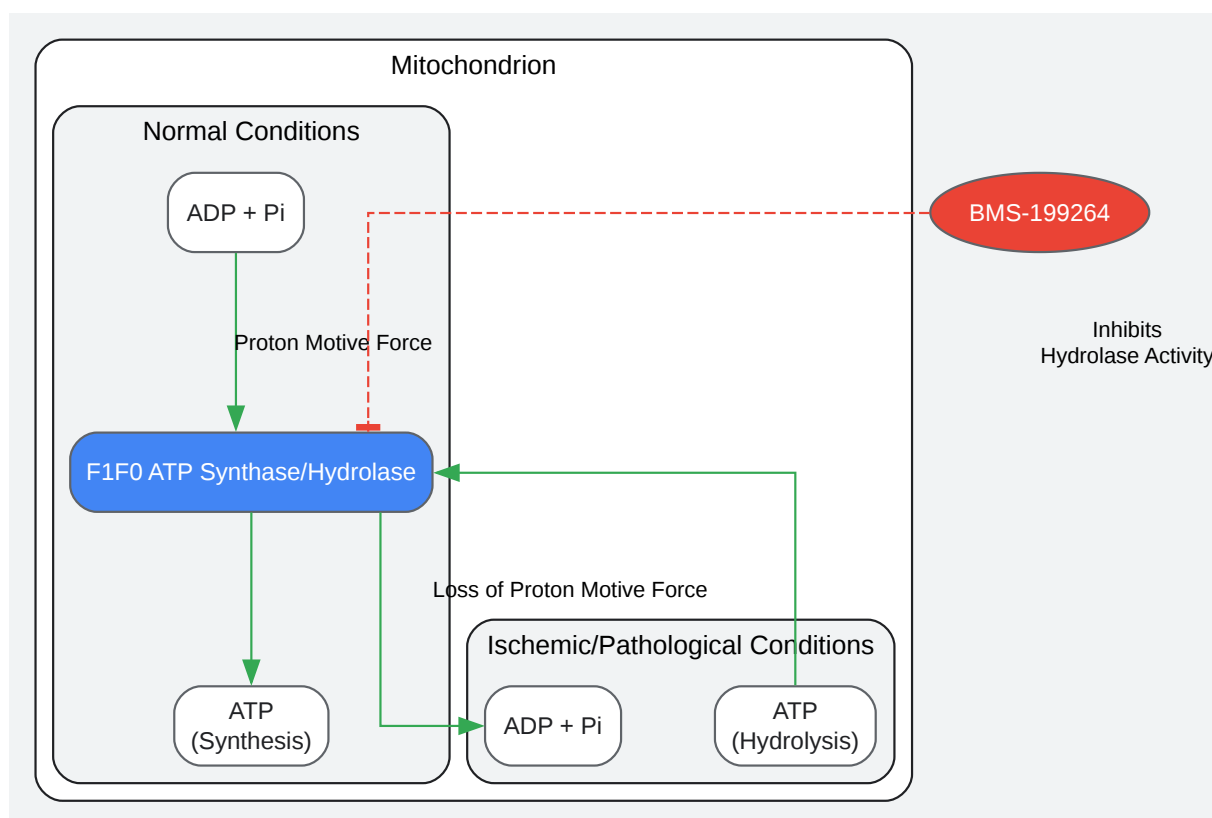 Mitochondrion
Normal Conditions
ADP + Pi
BMS-199264
Proton Motive Force
Inhibits
Hydrolase Activity
F1F0 ATP Synthase/Hydrolase
Loss of Proton Motive Force
Ischemic/Pathological Conditions
ATP
(Synthesis)
ADP + Pi
ATP
(Hydrolysis)